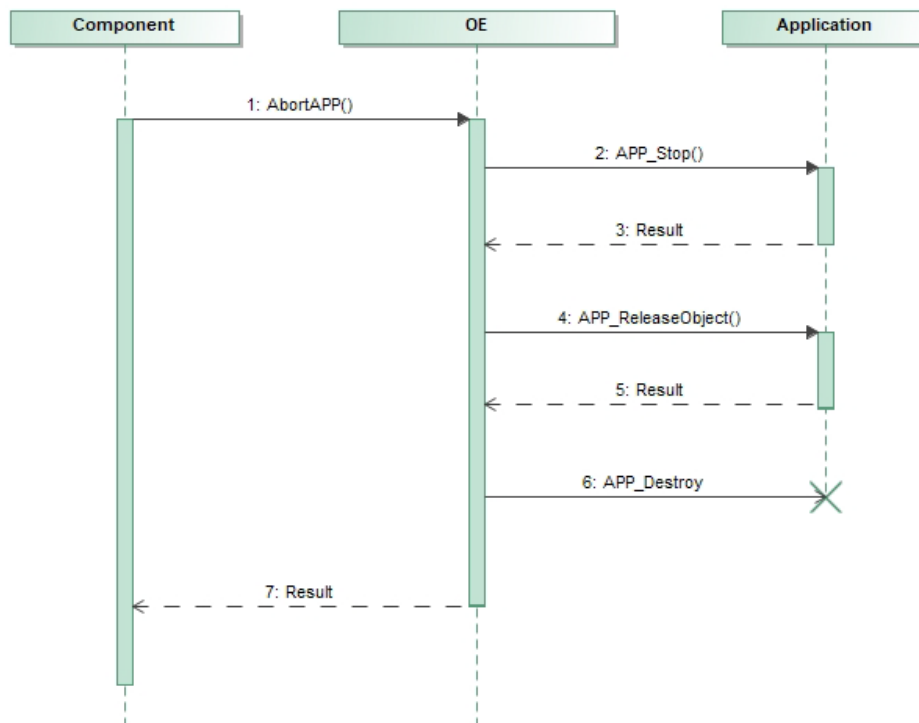 Component
OE
Application
1: AbortAPP()
2: APP_Stop()
3: Result
4: APP_ReleaseObject()
5: Result
6: APP_Destroy
7: Result